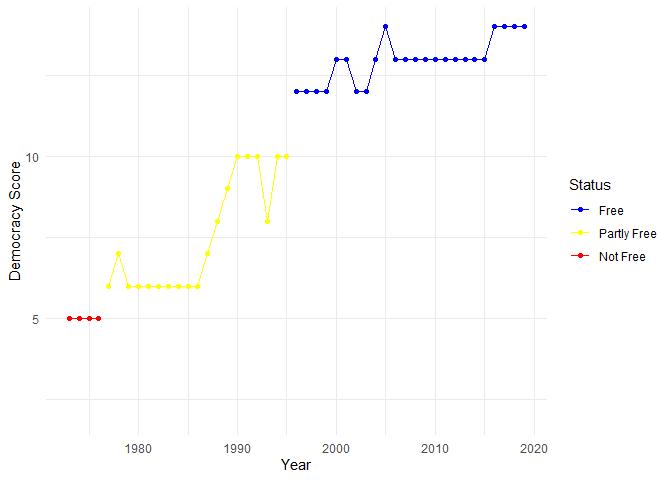 Democracy Score
10
5
1980
1990
2000
2010
2020
Year
Status
Free
Partly Free
Not Free